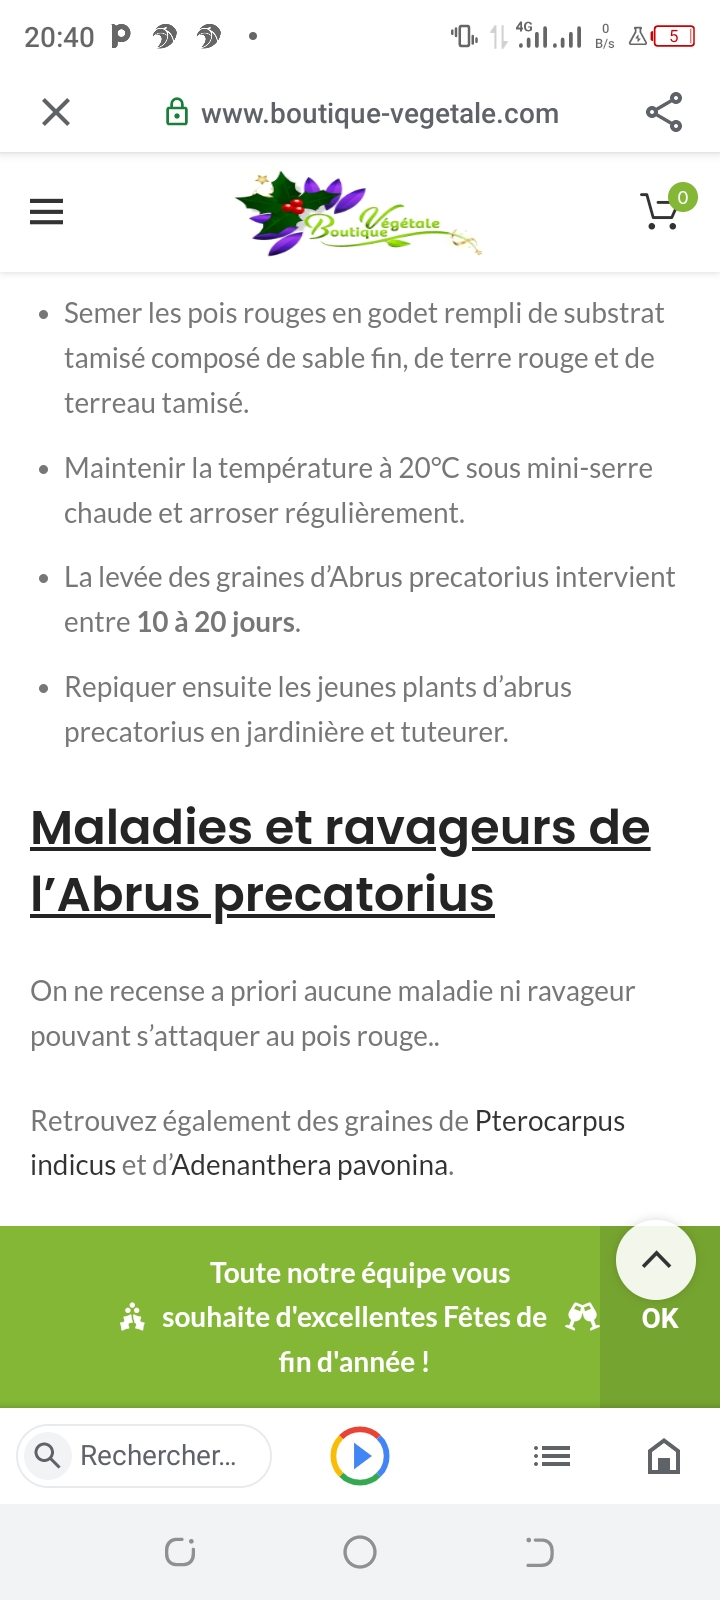 20:40
4G
0
B/s
5
www.boutique-vegetale.com
Boutique Végétale
0
Semer les pois rouges en godet rempli de substrat
tamisé composé de sable fin, de terre rouge et de
terreau tamisé.
Maintenir la température à 20°C sous mini-serre
chaude et arroser régulièrement.
La levée des graines d’Abrus precatorius intervient
entre 10 à 20 jours.
Repiquer ensuite les jeunes plants d’abrus
precatorius en jardinière et tuteurer.
Maladies et ravageurs de
l’Abrus precatorius
On ne recense a priori aucune maladie ni ravageur
pouvant s’attaquer au pois rouge..
Retrouvez également des graines de Pterocarpus
indicus et d’Adenanthera pavonina.
Toute notre équipe vous
souhaite d'excellentes Fêtes de
fin d'année !
OK
Rechercher...